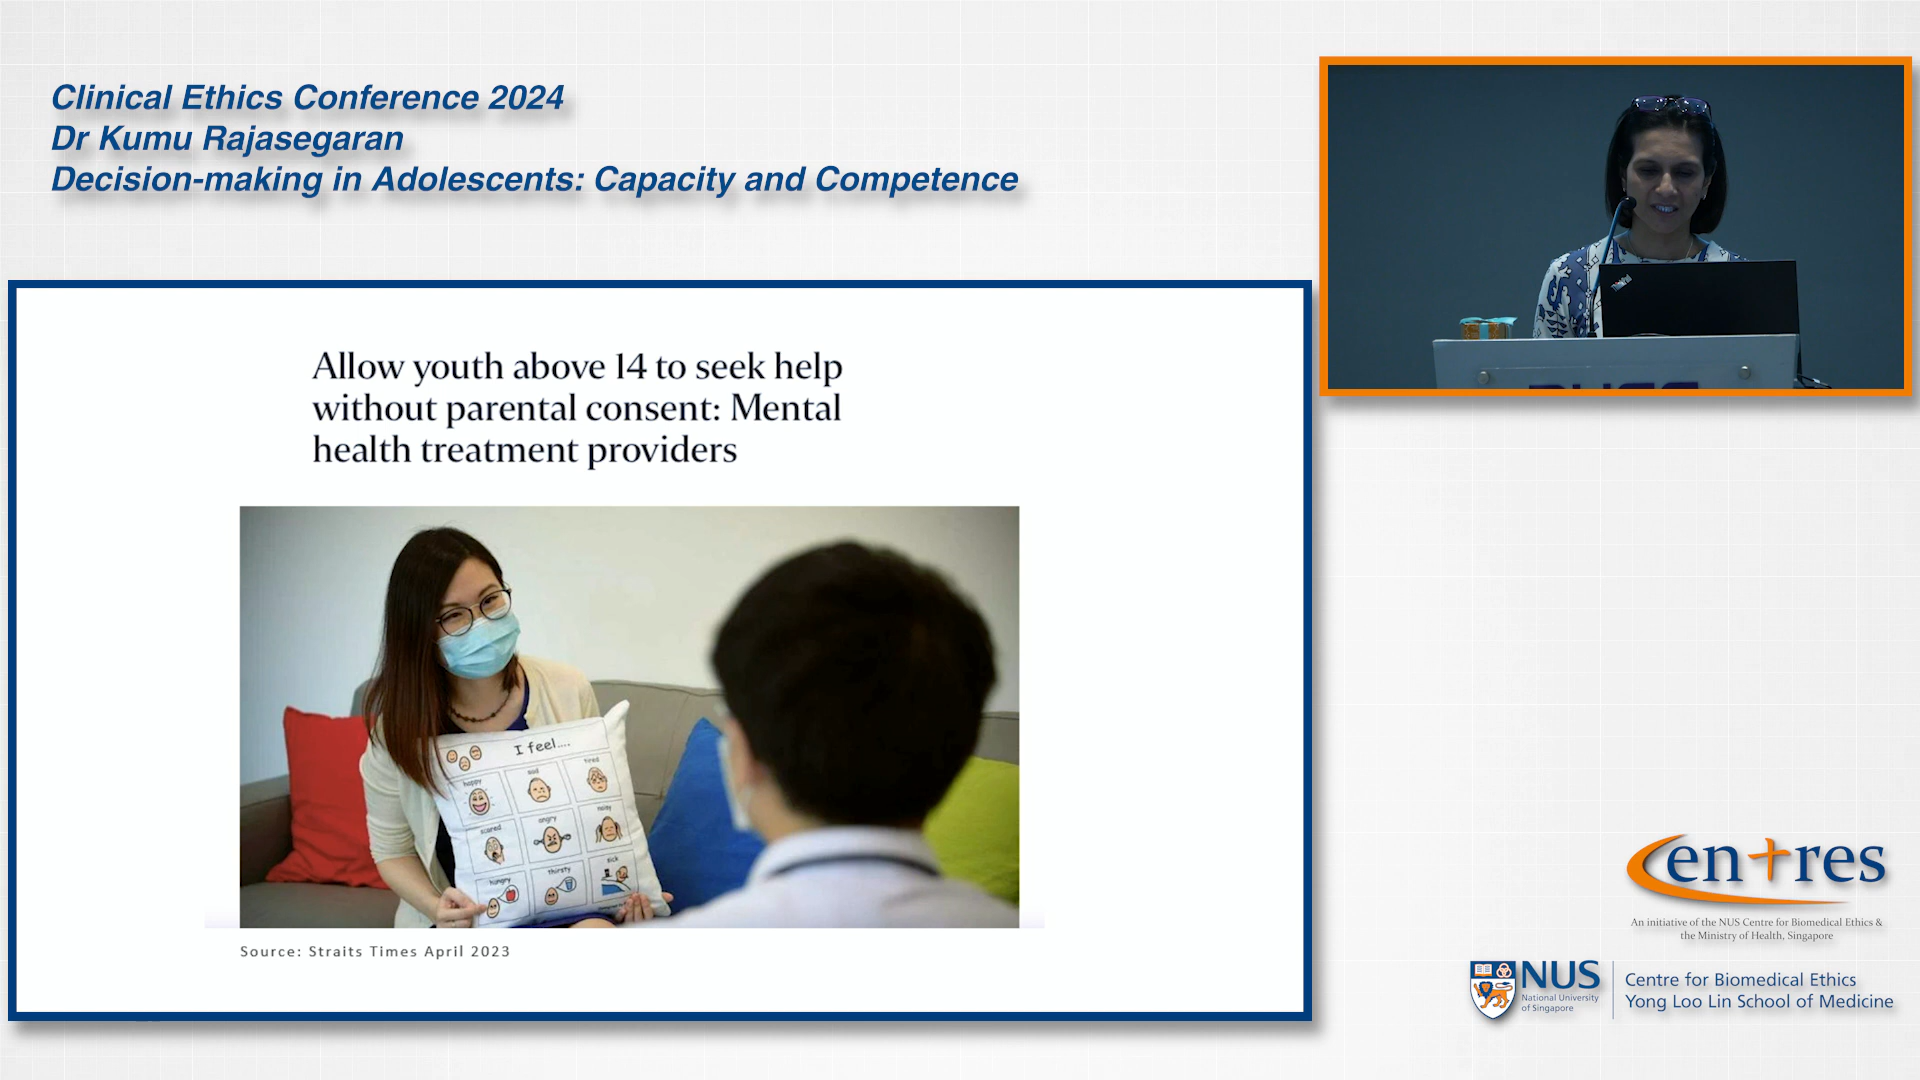 Clinical Ethics Conference 2024
Dr Kumu Rajasegaran
Decision-making in Adolescents: Capacity and Competence
ThinkPad
Allow youth above 14 to seek help
without parental consent: Mental
health treatment providers
I feel....
happy
sad
tired
scared
angry
noisy
hungry
thirsty
sick
Source: Straits Times April 2023
Centres
An initiative of the NUS Centre for Biomedical Ethics &
the Ministry of Health, Singapore
NUS
National University
of Singapore
Centre for Biomedical Ethics
Yong Loo Lin School of Medicine